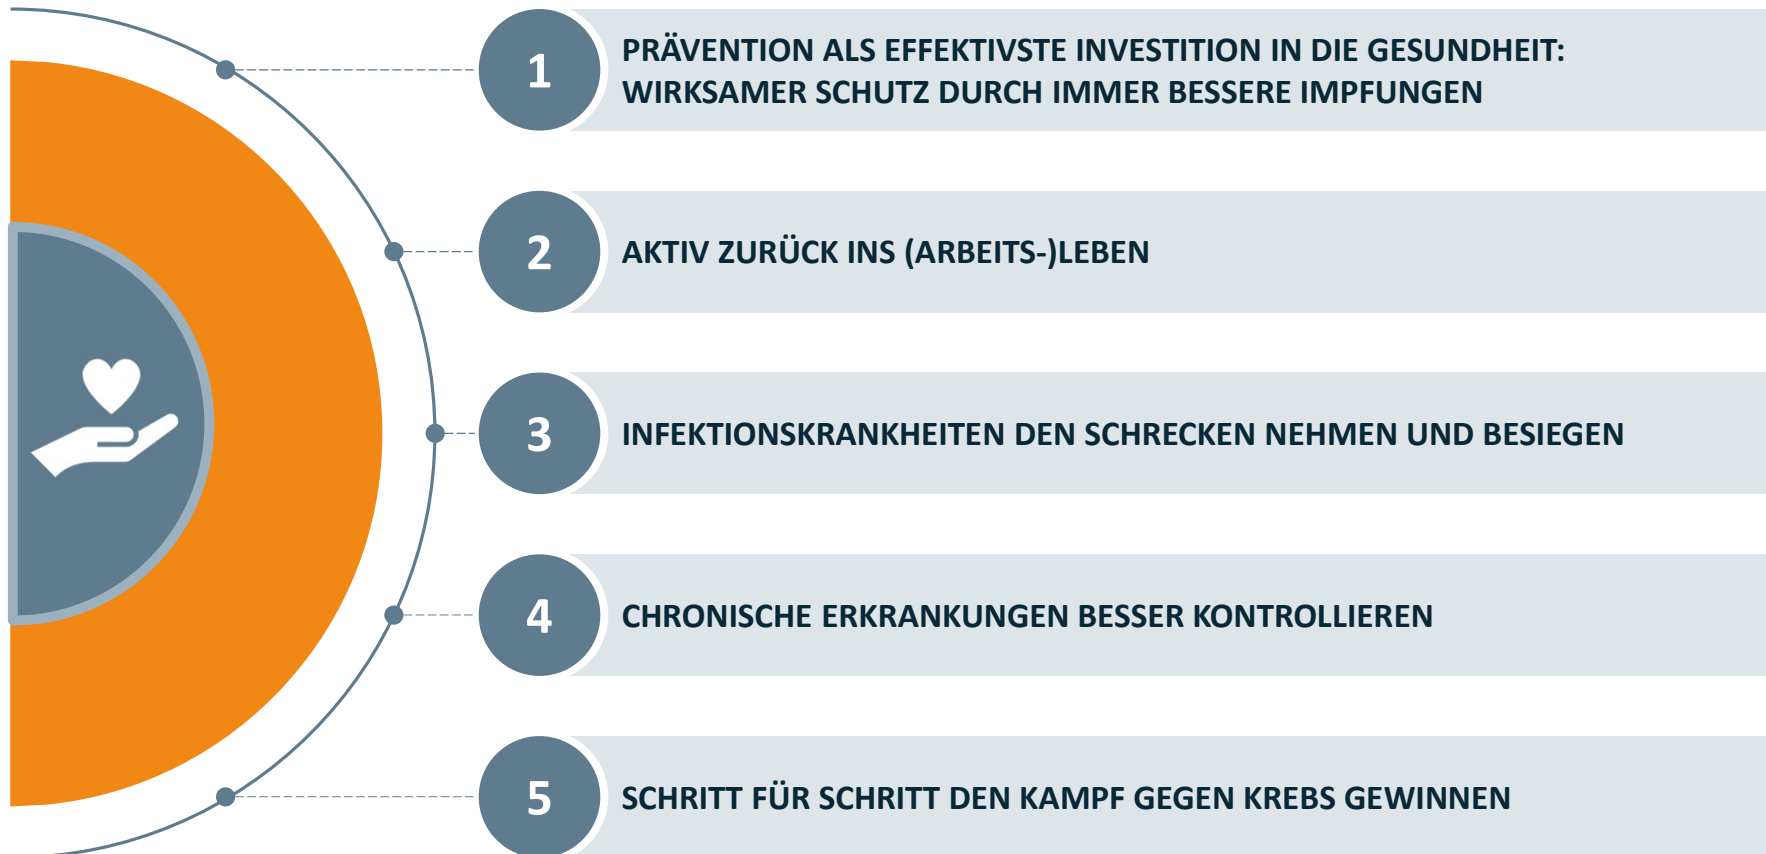 1
PRÄVENTION ALS EFFEKTIVSTE INVESTITION IN DIE GESUNDHEIT:
WIRKSAMER SCHUTZ DURCH IMMER BESSERE IMPFUNGEN
2
AKTIV ZURÜCK INS (ARBEITS-)LEBEN
3
INFEKTIONSKRANKHEITEN DEN SCHRECKEN NEHMEN UND BESIEGEN
4
CHRONISCHE ERKRANKUNGEN BESSER KONTROLLIEREN
5
SCHRITT FÜR SCHRITT DEN KAMPF GEGEN KREBS GEWINNEN